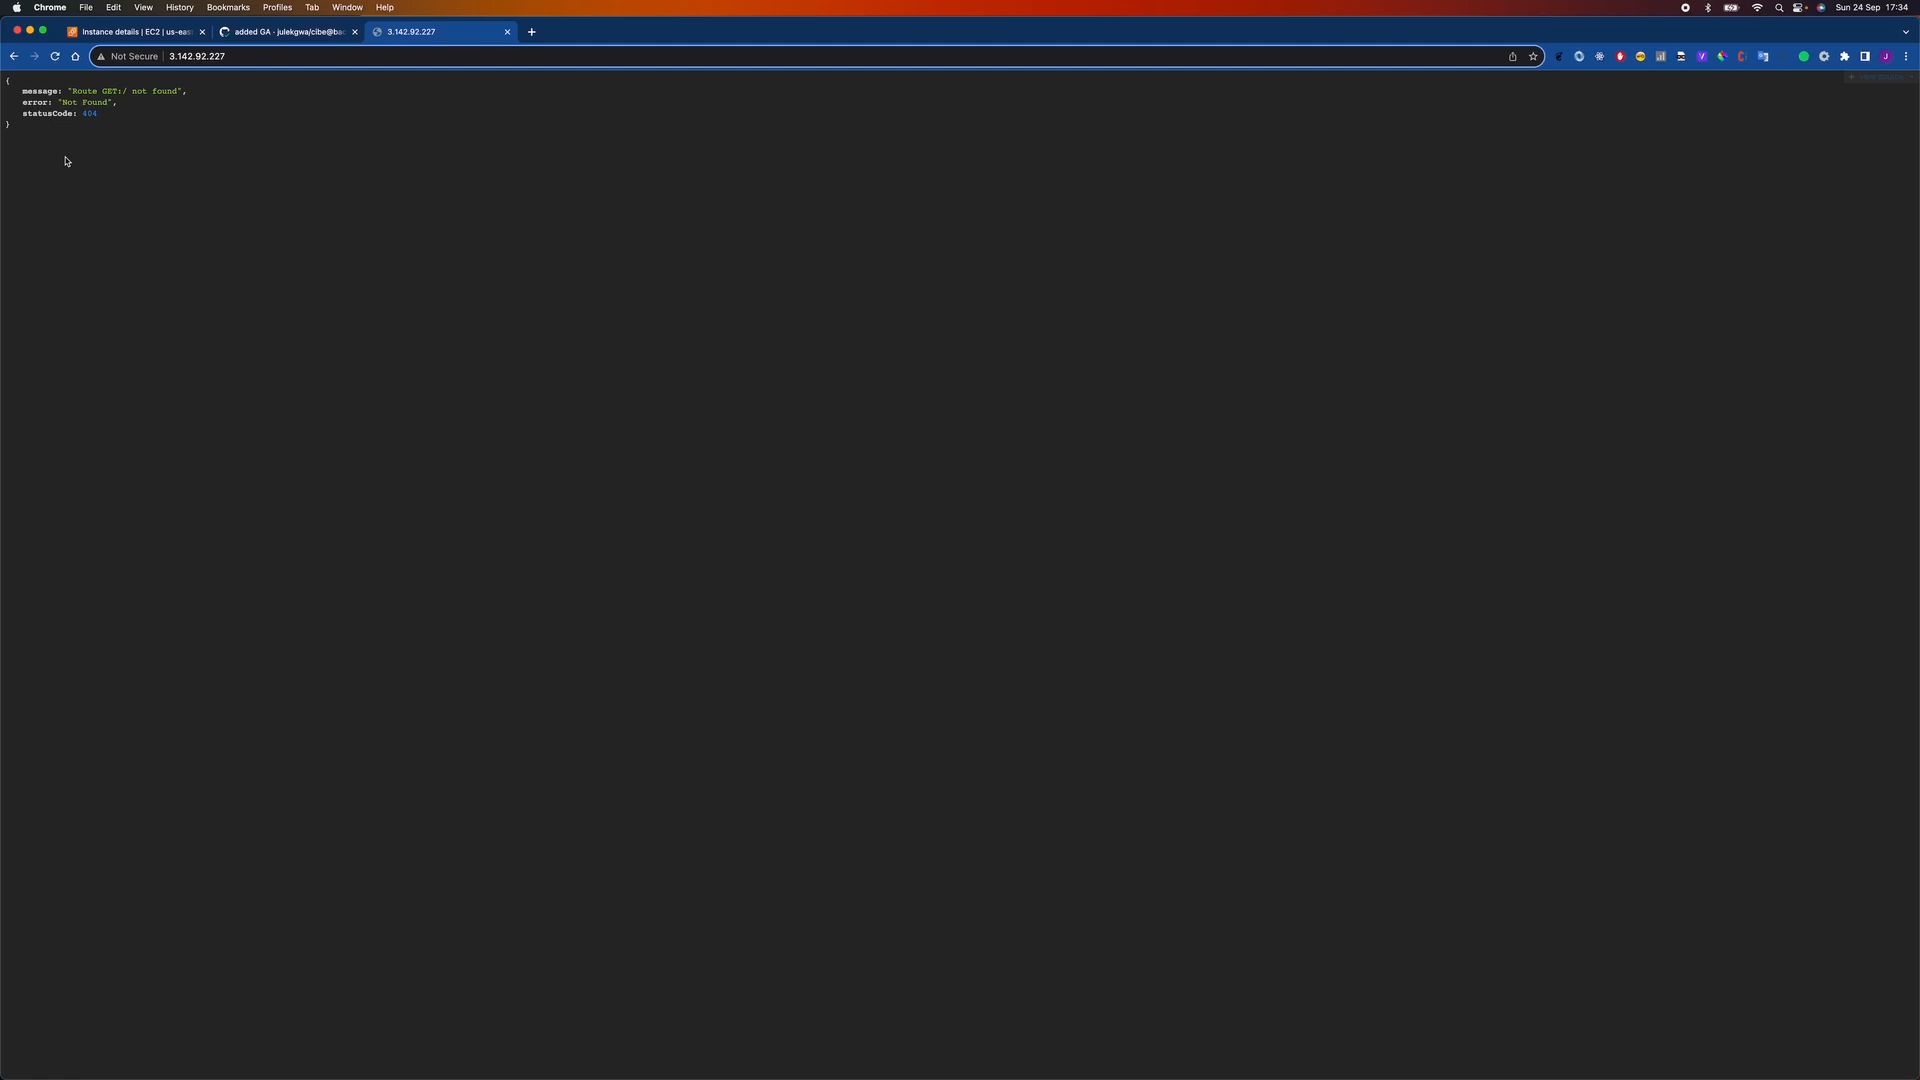 Chrome File Edit View History Bookmarks Profiles Tab Window Help Sun 24 Sep 17:34
Instance details | EC2 | us-eas added GA · julekgwa/cibe@bac 3.142.92.227
Not Secure 3.142.92.227
{
message: "Route GET:/ not found",
error: "Not Found",
statusCode: 404
}